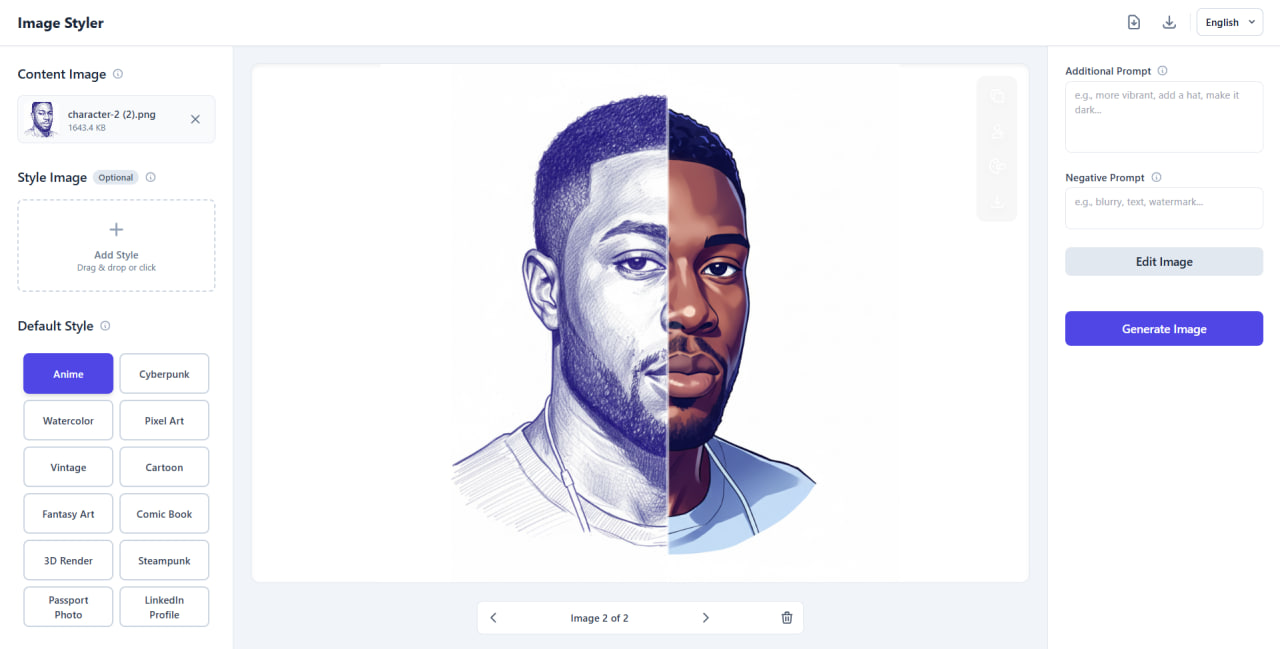 Image Styler
English
Content Image
character-2 (2).png
1643.4 KB
Style Image Optional
Add Style
Drag & drop or click
Default Style
Anime
Cyberpunk
Watercolor
Pixel Art
Vintage
Cartoon
Fantasy Art
Comic Book
3D Render
Steampunk
Passport
Photo
LinkedIn
Profile
Image 2 of 2
Additional Prompt
e.g., more vibrant, add a hat, make it
dark...
Negative Prompt
e.g., blurry, text, watermark...
Edit Image
Generate Image